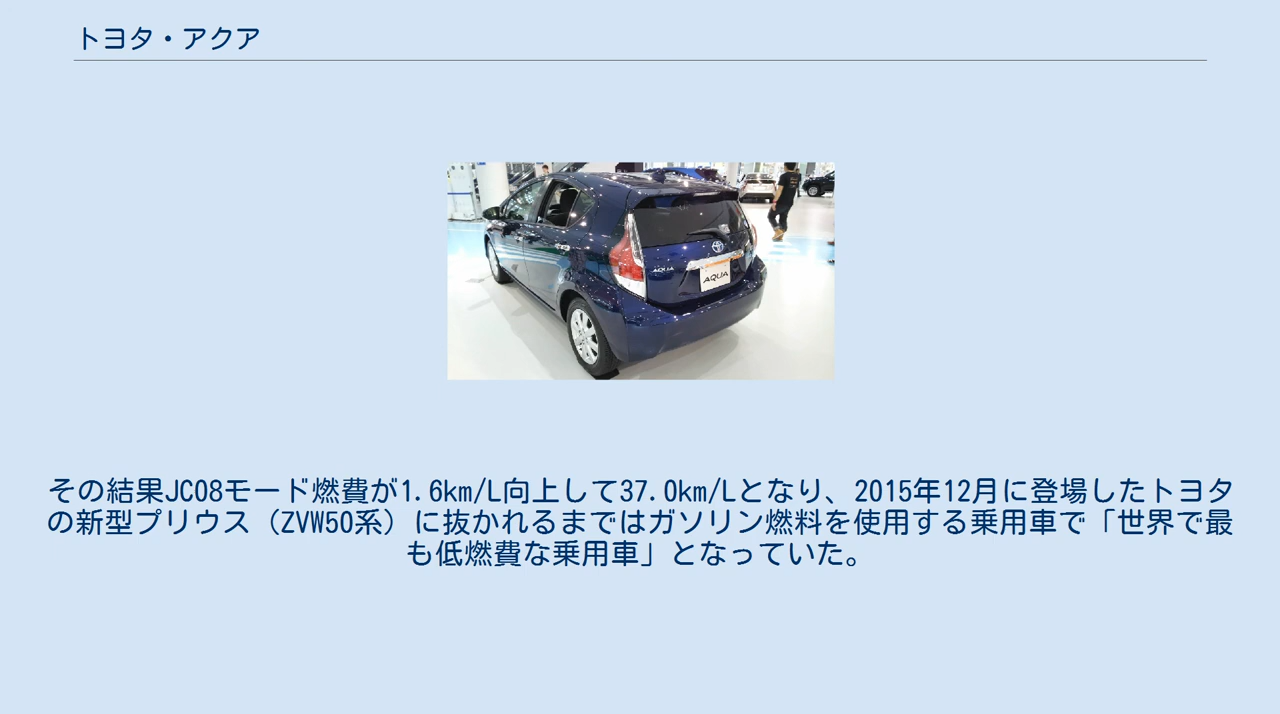 トヨタ・アクア
AQUA
AQUA
その結果JC08モード燃費が1.6km/L向上して37.0km/Lとなり、2015年12月に登場したトヨタ
の新型プリウス（ZVW50系）に抜かれるまではガソリン燃料を使用する乗用車で「世界で最
も低燃費な乗用車」となっていた。